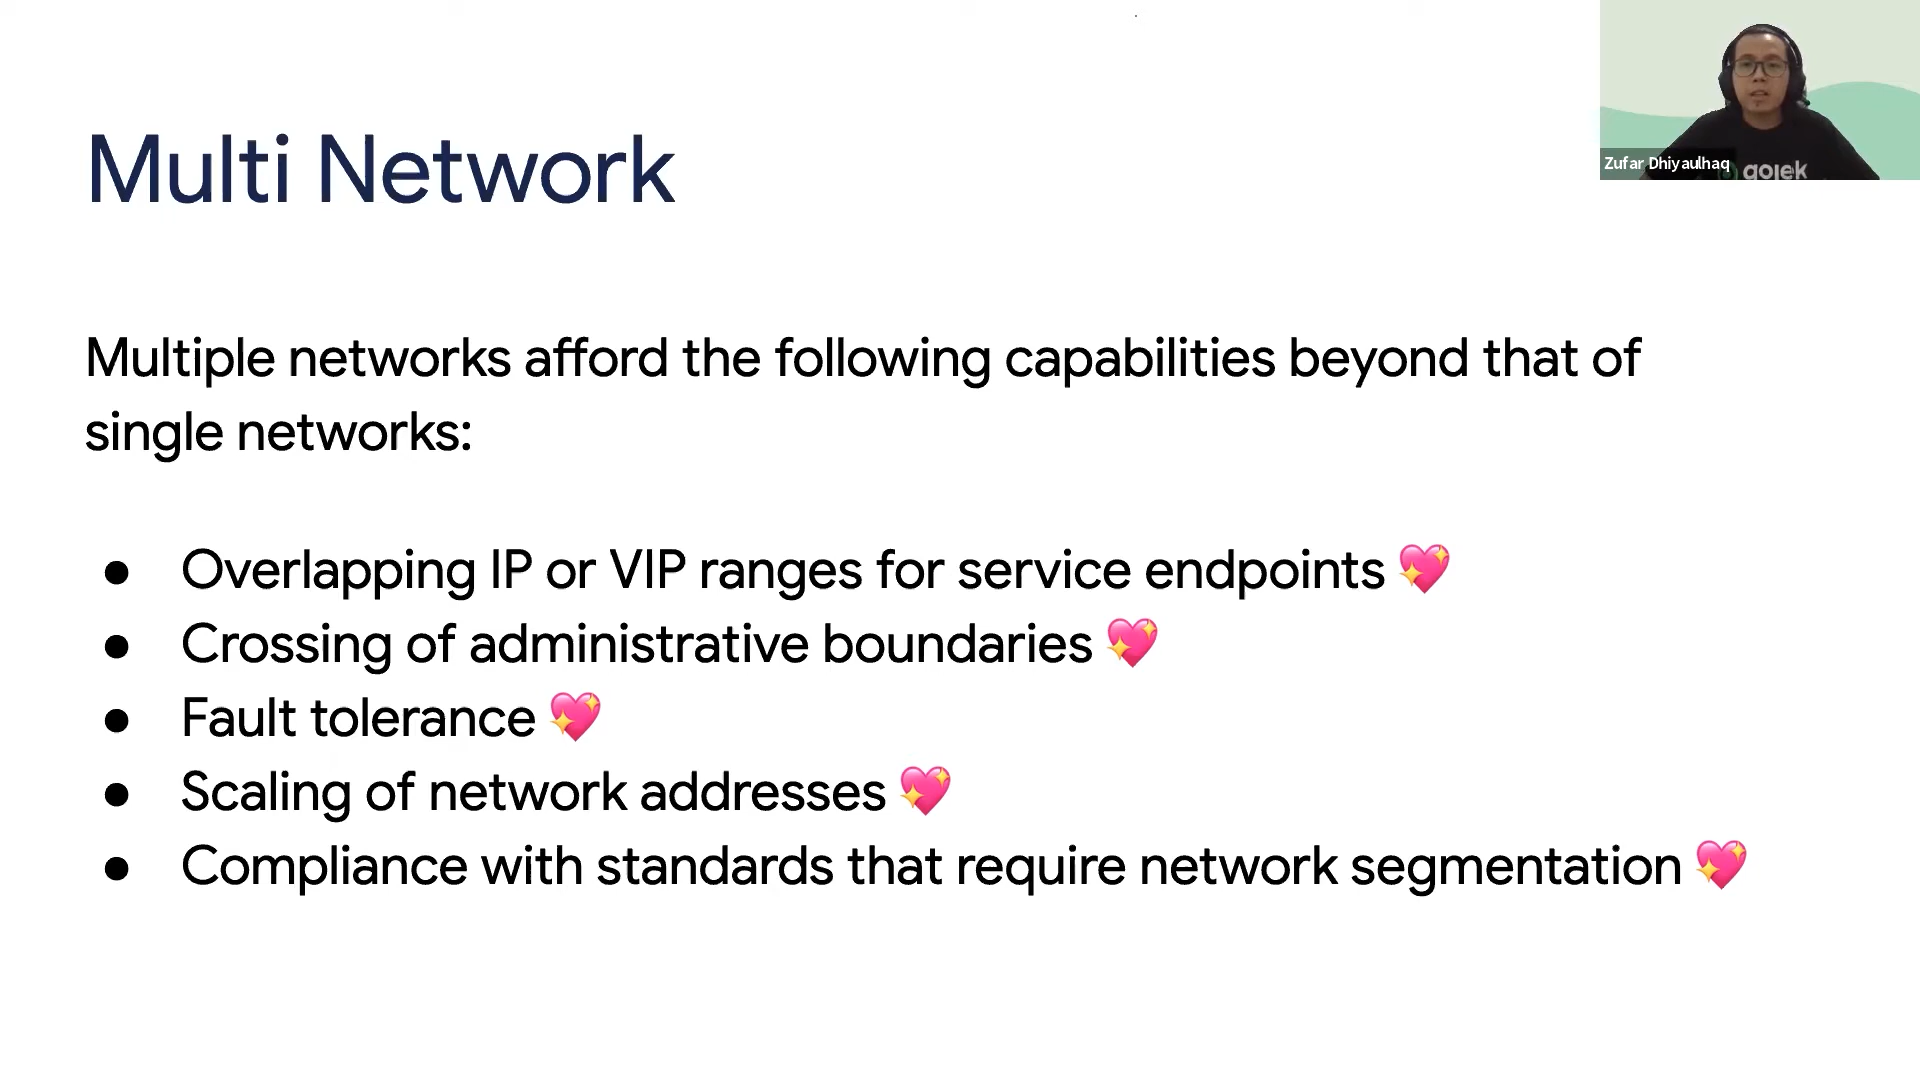 Multi Network
Zufar Dhiyaulhaq
gojek
Multiple networks afford the following capabilities beyond that of
single networks:
● Overlapping IP or VIP ranges for service endpoints 💖
● Crossing of administrative boundaries 💖
● Fault tolerance 💖
● Scaling of network addresses 💖
● Compliance with standards that require network segmentation 💖